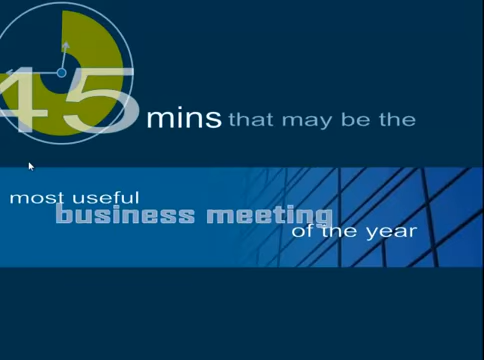 45 mins that may be the
most useful
business meeting
of the year